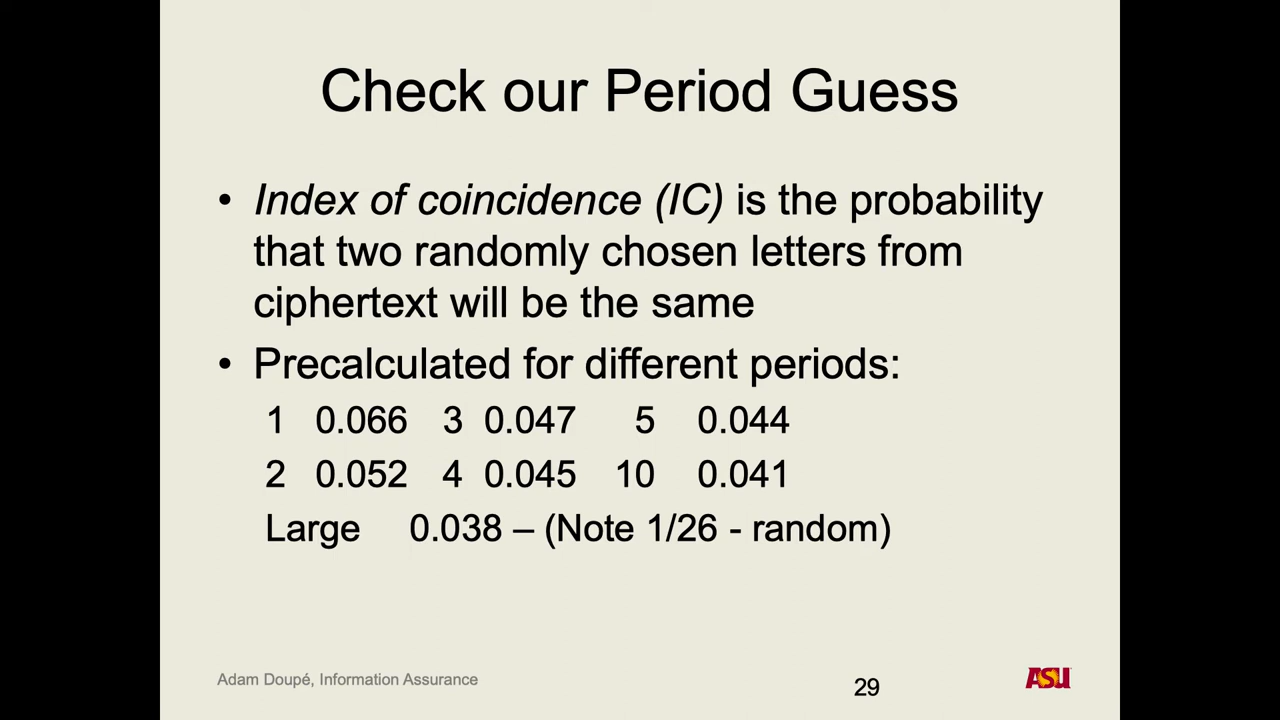 Check our Period Guess
• Index of coincidence (IC) is the probability
that two randomly chosen letters from
ciphertext will be the same
• Precalculated for different periods:
1 0.066 3 0.047 5 0.044
2 0.052 4 0.045 10 0.041
Large 0.038 – (Note 1/26 - random)
Adam Doupé, Information Assurance
29
ASU